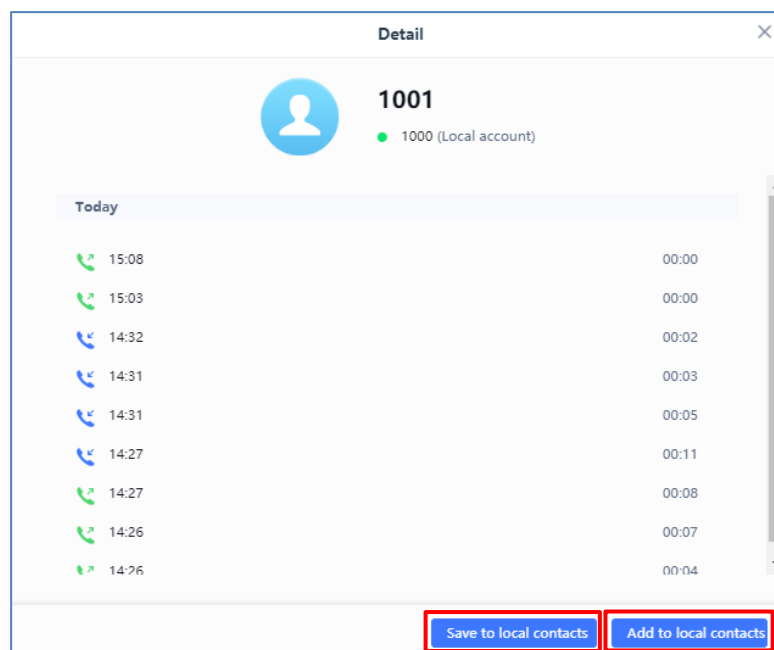 Detail
1001
1000 (Local account)
Today
15:08 00:00
15:03 00:00
14:32 00:02
14:31 00:03
14:31 00:05
14:27 00:11
14:27 00:08
14:26 00:07
14:26 00:04
Save to local contacts Add to local contacts